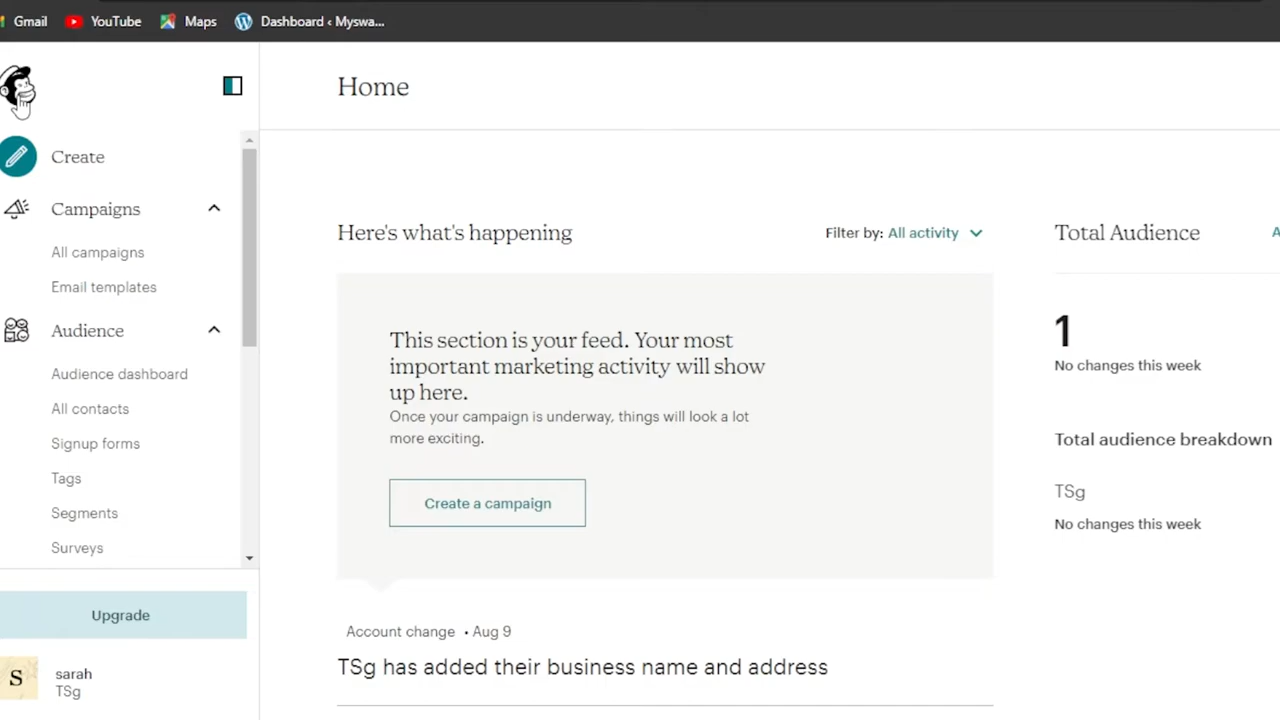 Gmail
YouTube
Maps
Dashboard ‹ Myswa...
Home
Create
Campaigns
All campaigns
Email templates
Audience
Audience dashboard
All contacts
Signup forms
Tags
Segments
Surveys
Upgrade
S
sarah
TSg
Here's what's happening
Filter by: All activity
This section is your feed. Your most
important marketing activity will show
up here.
Once your campaign is underway, things will look a lot
more exciting.
Create a campaign
Account change • Aug 9
TSg has added their business name and address
Total Audience
1
No changes this week
Total audience breakdown
TSg
No changes this week